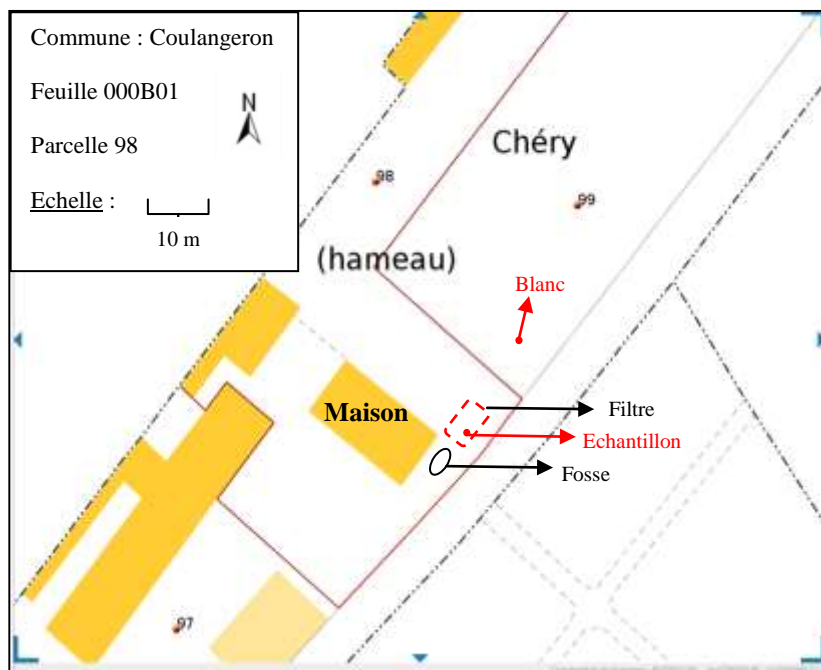 Commune : Coulangeron
Feuille 000B01
N
Parcelle 98
Echelle :
10 m
Chéry
98
99
(hameau)
Blanc
Maison
Filtre
Echantillon
Fosse
97